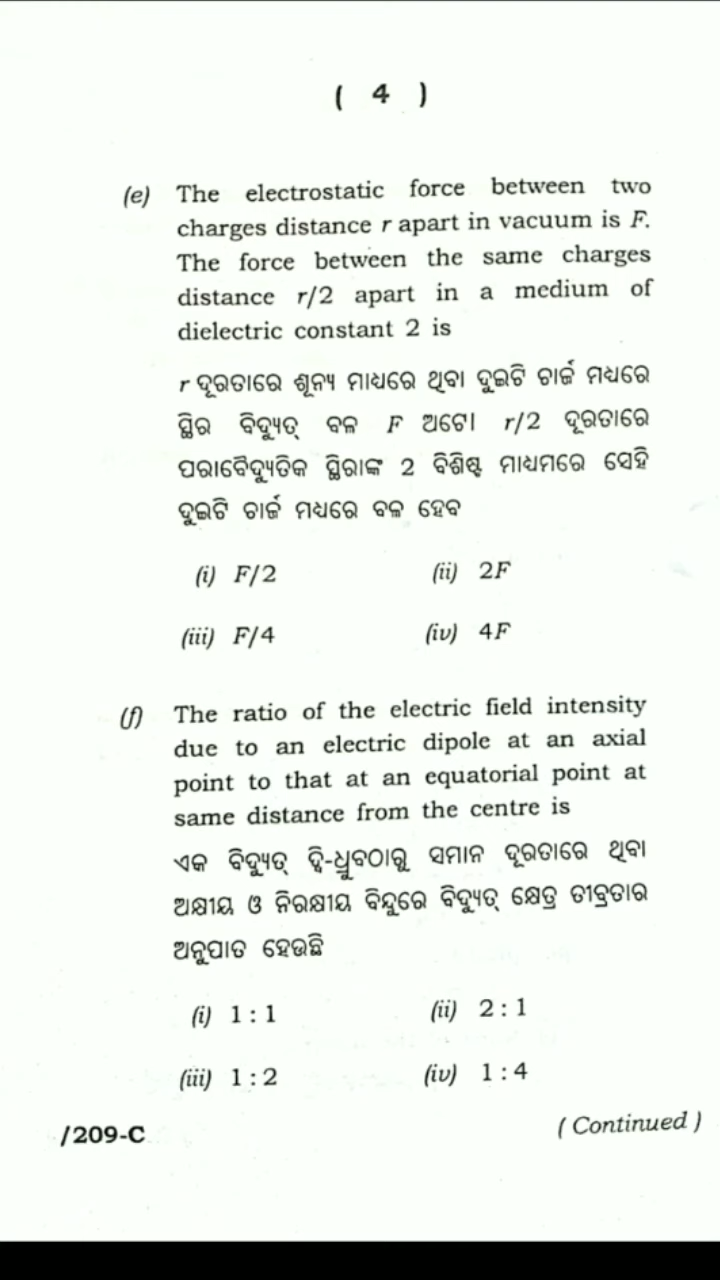 ( 4 )
(e) The electrostatic force between two
charges distance r apart in vacuum is F.
The force between the same charges
distance r/2 apart in a medium of
dielectric constant 2 is
r ଦୂରତାରେ ଶୂନ୍ୟ ମାଧ୍ୟରେ ଥିବା ଦୁଇଟି ଚାର୍ଜ ମଧ୍ୟରେ
ସ୍ଥିର ବିଦ୍ୟୁତ୍ ବଳ F ଅଟେ। r/2 ଦୂରତାରେ
ପରାବୈଦ୍ୟୁତିକ ସ୍ଥିରାଙ୍କ 2 ବିଶିଷ୍ଟ ମାଧ୍ୟମରେ ସେହି
ଦୁଇଟି ଚାର୍ଜ ମଧ୍ୟରେ ବଳ ହେବ
(i) F/2 (ii) 2F
(iii) F/4 (iv) 4F
(f) The ratio of the electric field intensity
due to an electric dipole at an axial
point to that at an equatorial point at
same distance from the centre is
ଏକ ବିଦ୍ୟୁତ୍ ଦ୍ୱି-ଧ୍ରୁବଠାରୁ ସମାନ ଦୂରତାରେ ଥିବା
ଅକ୍ଷୀୟ ଓ ନିରକ୍ଷୀୟ ବିନ୍ଦୁରେ ବିଦ୍ୟୁତ୍ କ୍ଷେତ୍ର ତୀବ୍ରତାର
ଅନୁପାତ ହେଉଛି
(i) 1 : 1 (ii) 2 : 1
(iii) 1 : 2 (iv) 1 : 4
/209-C ( Continued )